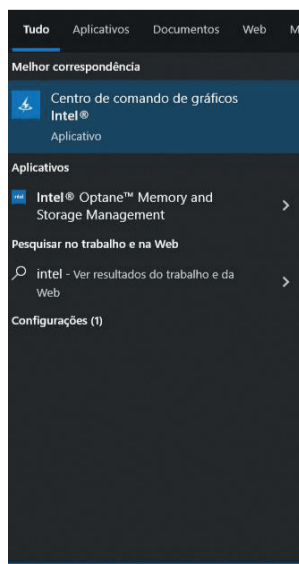 Tudo Aplicativos Documentos Web M
Melhor correspondência
Centro de comando de gráficos
Intel®
Aplicativo
Aplicativos
intel
Intel® Optane™ Memory and
Storage Management
Pesquisar no trabalho e na Web
intel - Ver resultados do trabalho e da
Web
Configurações (1)